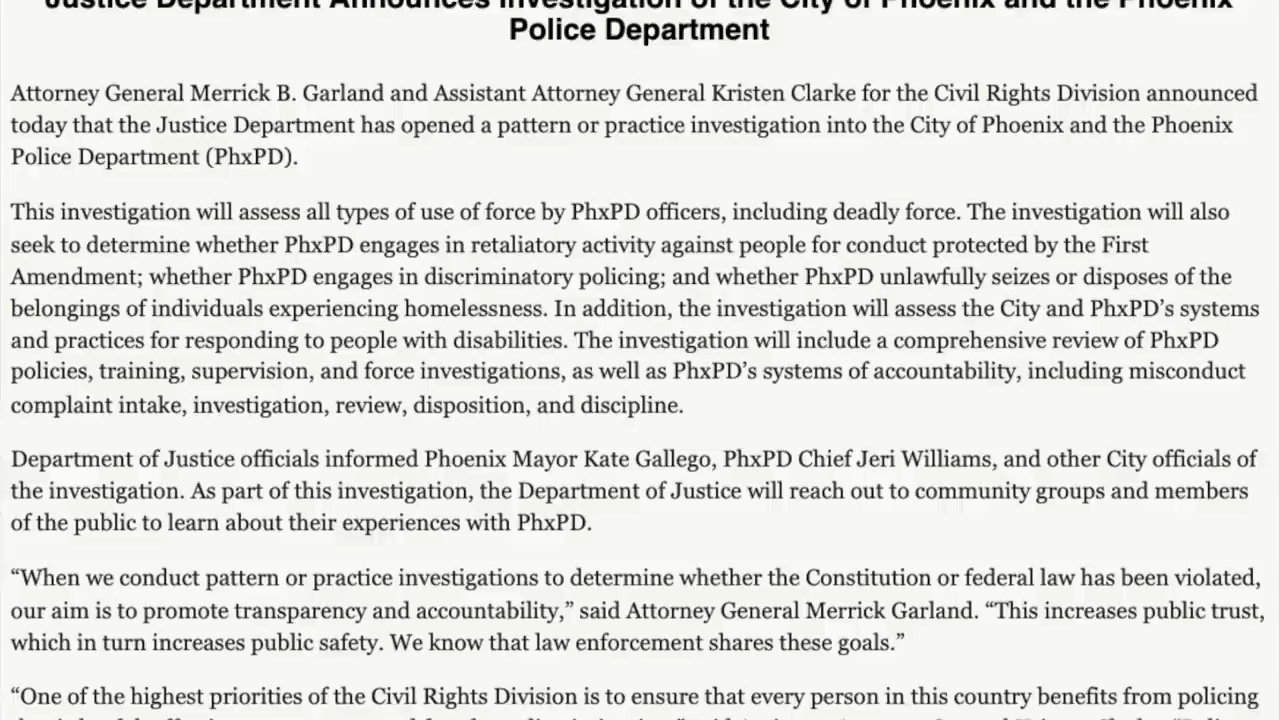 Justice Department Announces Investigation of the City of Phoenix and the Phoenix
Police Department
Attorney General Merrick B. Garland and Assistant Attorney General Kristen Clarke for the Civil Rights Division announced
today that the Justice Department has opened a pattern or practice investigation into the City of Phoenix and the Phoenix
Police Department (PhxPD).
This investigation will assess all types of use of force by PhxPD officers, including deadly force. The investigation will also
seek to determine whether PhxPD engages in retaliatory activity against people for conduct protected by the First
Amendment; whether PhxPD engages in discriminatory policing; and whether PhxPD unlawfully seizes or disposes of the
belongings of individuals experiencing homelessness. In addition, the investigation will assess the City and PhxPD’s systems
and practices for responding to people with disabilities. The investigation will include a comprehensive review of PhxPD
policies, training, supervision, and force investigations, as well as PhxPD’s systems of accountability, including misconduct
complaint intake, investigation, review, disposition, and discipline.
Department of Justice officials informed Phoenix Mayor Kate Gallego, PhxPD Chief Jeri Williams, and other City officials of
the investigation. As part of this investigation, the Department of Justice will reach out to community groups and members
of the public to learn about their experiences with PhxPD.
“When we conduct pattern or practice investigations to determine whether the Constitution or federal law has been violated,
our aim is to promote transparency and accountability,” said Attorney General Merrick Garland. “This increases public trust,
which in turn increases public safety. We know that law enforcement shares these goals.”
“One of the highest priorities of the Civil Rights Division is to ensure that every person in this country benefits from policing